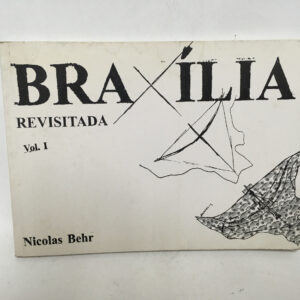 BRAXÍLIA
REVISITADA
Vol. I
Nicolas Behr